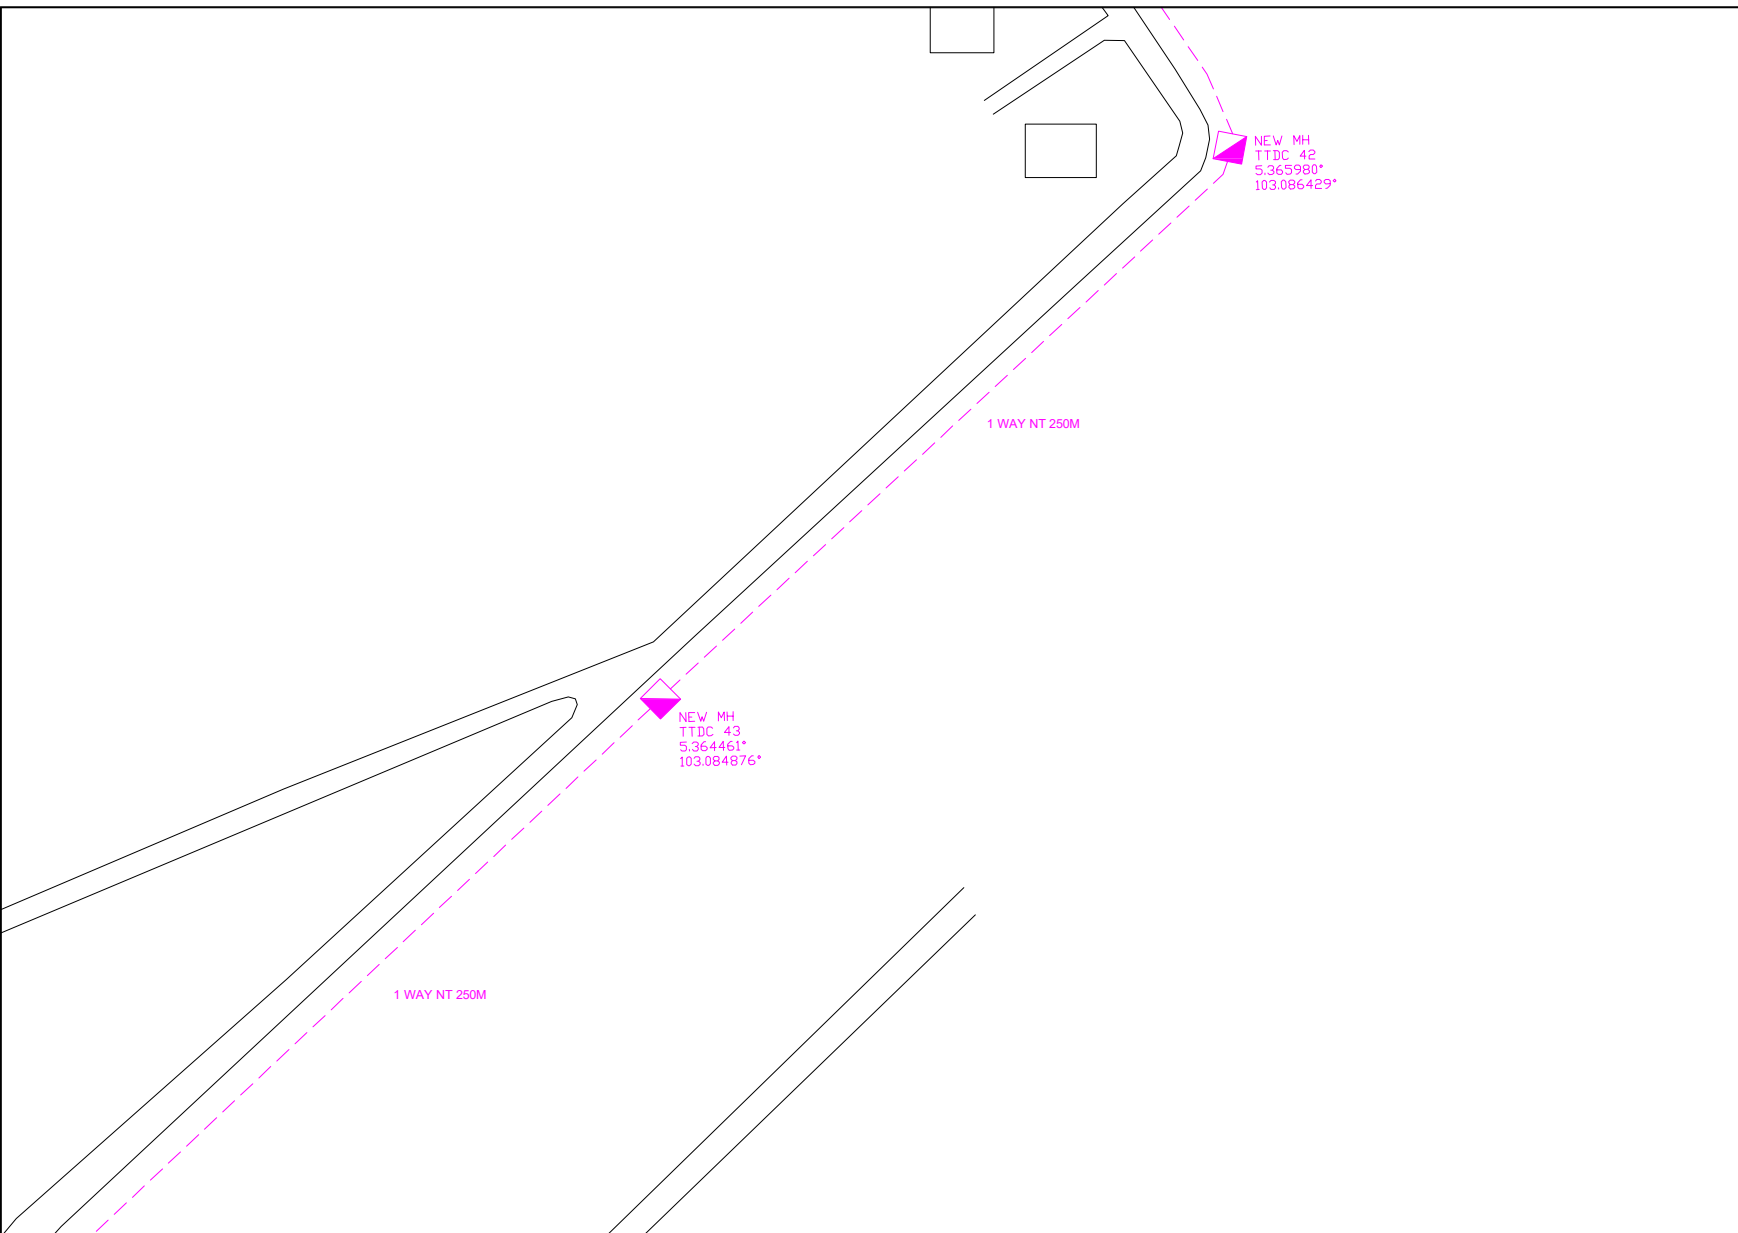 NEW MH
TTDC 42
5.365980°
103.086429°
1 WAY NT 250M
NEW MH
TTDC 43
5.364461°
103.084876°
1 WAY NT 250M